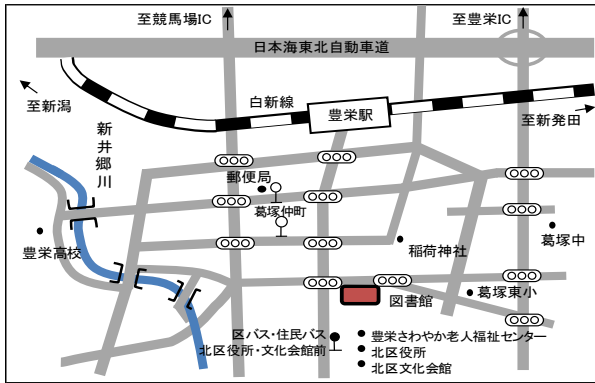 至競馬場IC
至豊栄IC
日本海東北自動車道
至新潟
白新線
豊栄駅
至新発田
新井郷川
郵便局
葛塚仲町
豊栄高校
稲荷神社
葛塚中
図書館
葛塚東小
区バス・住民バス
北区役所・文化会館前
豊栄さわやか老人福祉センター
北区役所
北区文化会館